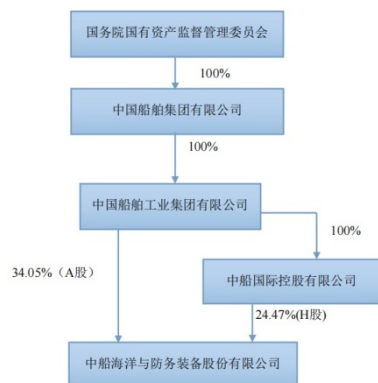 国务院国有资产监督管理委员会
100%
中国船舶集团有限公司
100%
中国船舶工业集团有限公司
100%
34.05%（A股）
中船国际控股有限公司
24.47%(H股)
中船海洋与防务装备股份有限公司